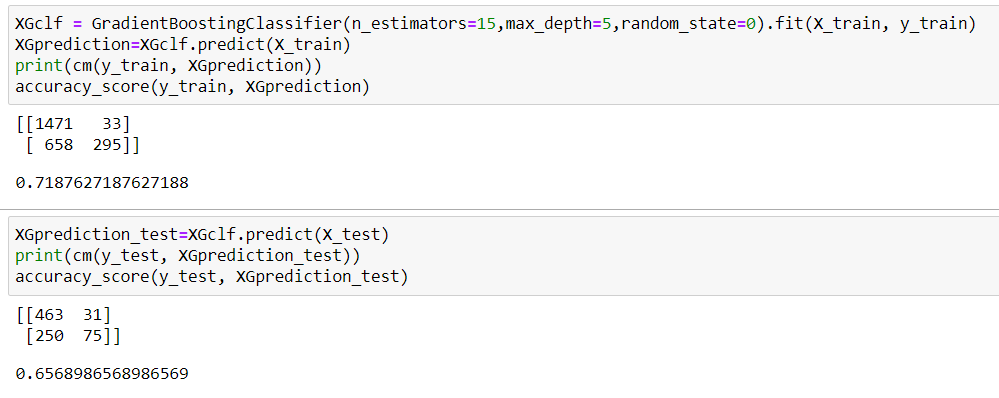 XGclf = GradientBoostingClassifier(n_estimators=15,max_depth=5,random_state=0).fit(X_train, y_train)
XGprediction=XGclf.predict(X_train)
print(cm(y_train, XGprediction))
accuracy_score(y_train, XGprediction)
[[1471   33]
 [ 658  295]]
0.7187627187627188
XGprediction_test=XGclf.predict(X_test)
print(cm(y_test, XGprediction_test))
accuracy_score(y_test, XGprediction_test)
[[463  31]
 [250  75]]
0.6568986568986569